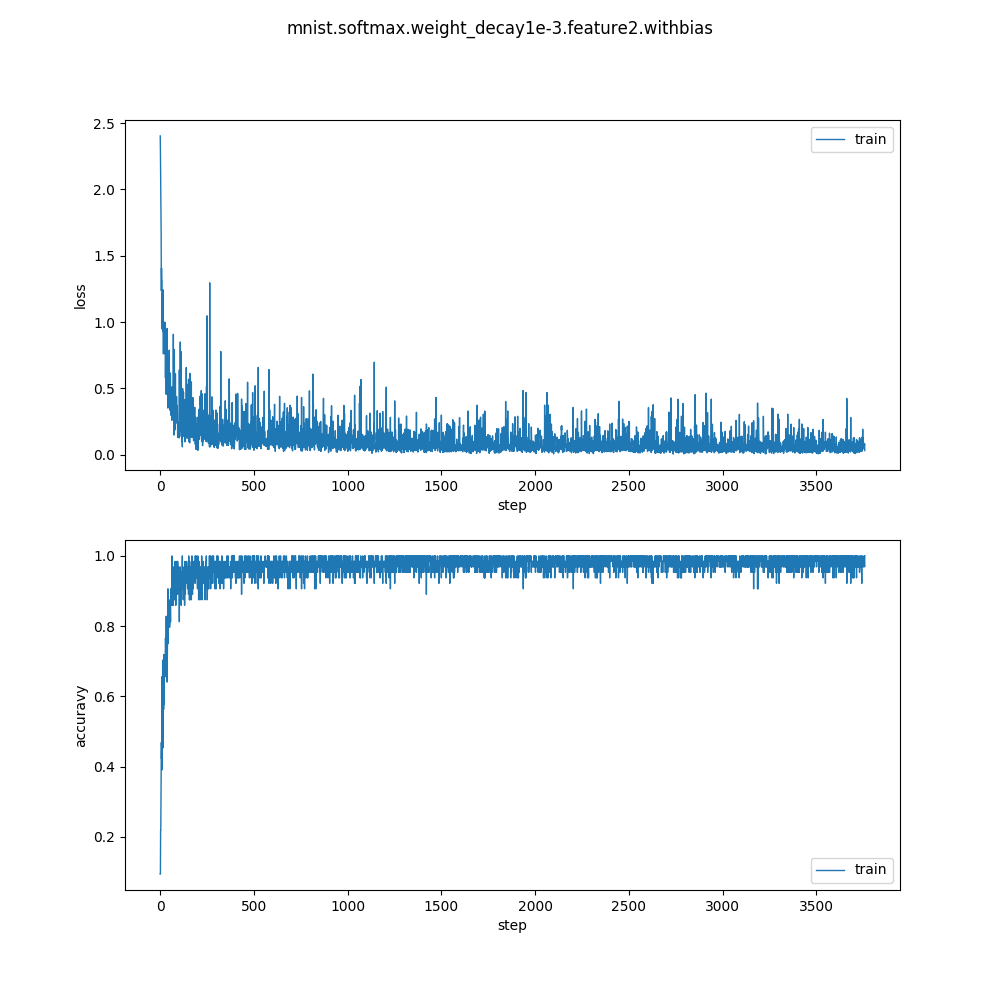 mnist.softmax.weight_decay1e-3.feature2.withbias
2.5
2.0
1.5
1.0
0.5
0.0
loss
train
0 500 1000 1500 2000 2500 3000 3500
step
1.0
0.8
0.6
0.4
0.2
accuravy
train
0 500 1000 1500 2000 2500 3000 3500
step